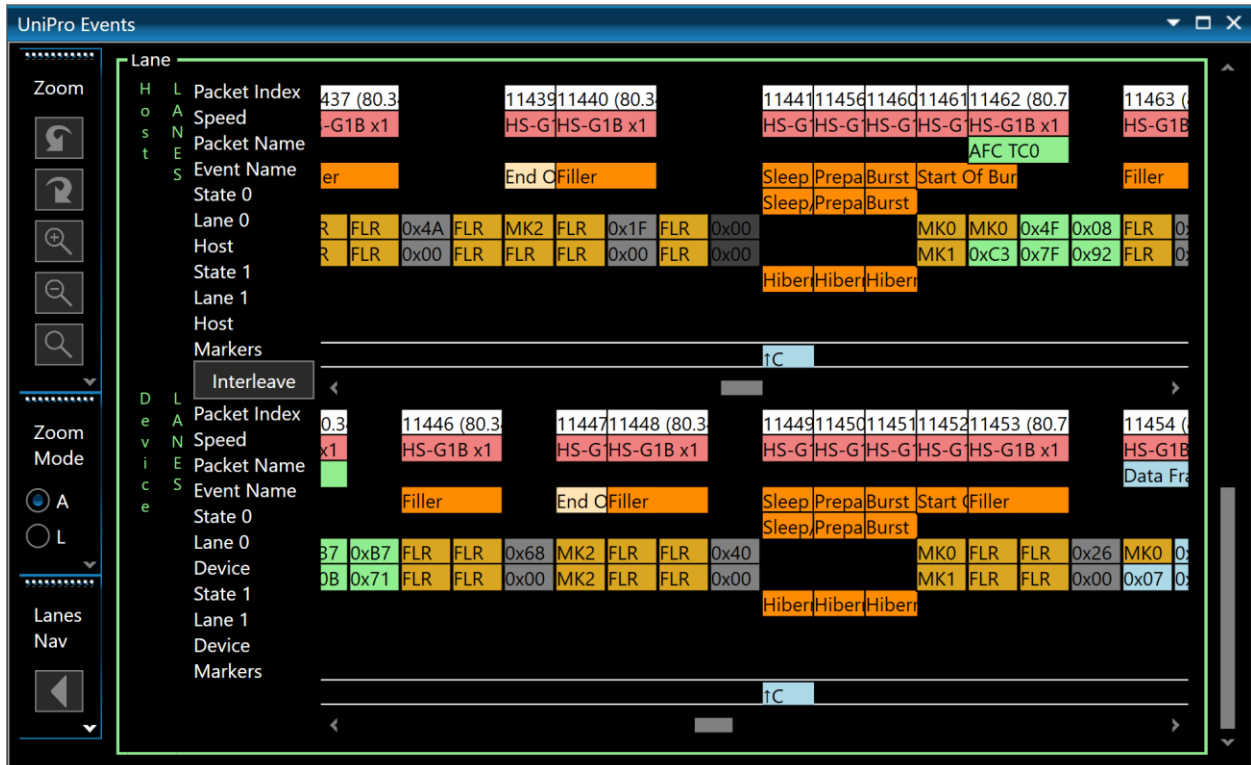 UniPro Events
Zoom
Zoom Mode
A
L
Lanes Nav
Lane
Host
LANES
Packet Index 437 (80.3 11439 11440 (80.3 11441 11456 11460 11461 11462 (80.7 11463 (
Speed -G1B x1 HS-G1 HS-G1B x1 HS-G1 HS-G1 HS-G1 HS-G1 HS-G1B x1 HS-G1B
Packet Name AFC TC0
Event Name er End O Filler Sleep Prepa Burst Start Of Bur Filler
State 0 Sleep/ Prepa Burst
Lane 0 R FLR 0x4A FLR MK2 FLR 0x1F FLR 0x00 MK0 MK0 0x4F 0x08 FLR 0
Host R FLR 0x00 FLR FLR FLR 0x00 FLR 0x00 MK1 0xC3 0x7F 0x92 FLR 0
State 1 Hiber Hiber Hiber
Lane 1
Host
Markers ↑C
Interleave
Device
LANES
Packet Index 0.3 11446 (80.3 11447 11448 (80.3 11449 11450 11451 11452 11453 (80.7 11454 (
Speed x1 HS-G1B x1 HS-G1 HS-G1B x1 HS-G1 HS-G1 HS-G1 HS-G1 HS-G1B x1 HS-G1B
Packet Name Data Fra
Event Name Filler End O Filler Sleep Prepa Burst Start Filler
State 0 Sleep/ Prepa Burst
Lane 0 B7 0xB7 FLR FLR 0x68 MK2 FLR FLR 0x40 MK0 FLR FLR 0x26 MK0 0
Device 0B 0x71 FLR FLR 0x00 MK2 FLR FLR 0x00 MK1 FLR FLR 0x00 0x07 0
State 1 Hiber Hiber Hiber
Lane 1
Device
Markers ↑C